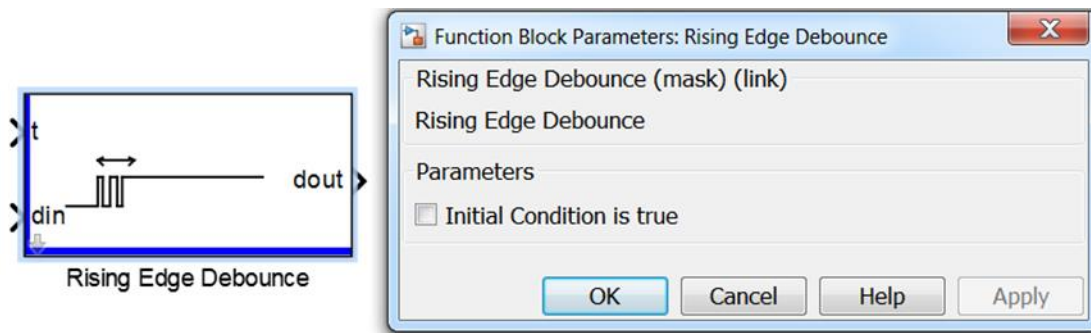 t
din
dout
Rising Edge Debounce
Function Block Parameters: Rising Edge Debounce
X
Rising Edge Debounce (mask) (link)
Rising Edge Debounce
Parameters
Initial Condition is true
OK Cancel Help Apply